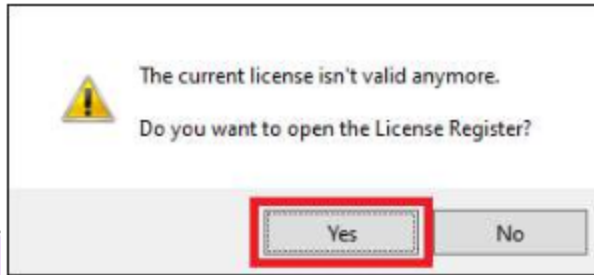 The current license isn't valid anymore.
Do you want to open the License Register?
Yes
No